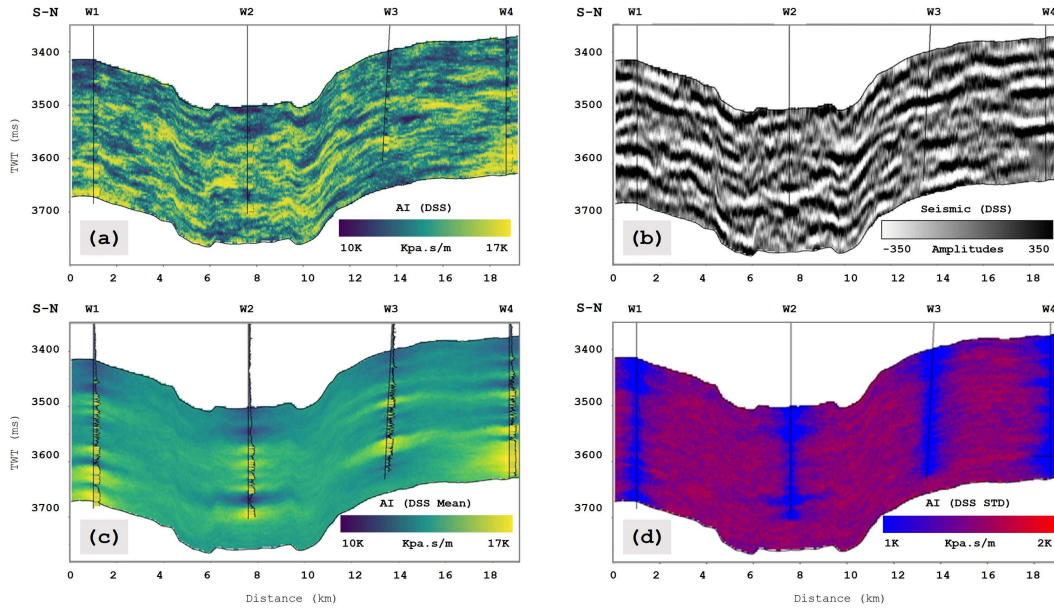 S-N W1 W2 W3 W4
3400
3500
3600
3700
TWT (ms)
(a)
AI (DSS)
10K Kpa.s/m 17K
0 2 4 6 8 10 12 14 16 18
S-N W1 W2 W3 W4
3400
3500
3600
3700
(b)
Seismic (DSS)
-350 Amplitudes 350
0 2 4 6 8 10 12 14 16 18
S-N W1 W2 W3 W4
3400
3500
3600
3700
TWT (ms)
(c)
AI (DSS Mean)
10K Kpa.s/m 17K
0 2 4 6 8 10 12 14 16 18
Distance (km)
S-N W1 W2 W3 W4
3400
3500
3600
3700
(d)
AI (DSS STD)
1K Kpa.s/m 2K
0 2 4 6 8 10 12 14 16 18
Distance (km)